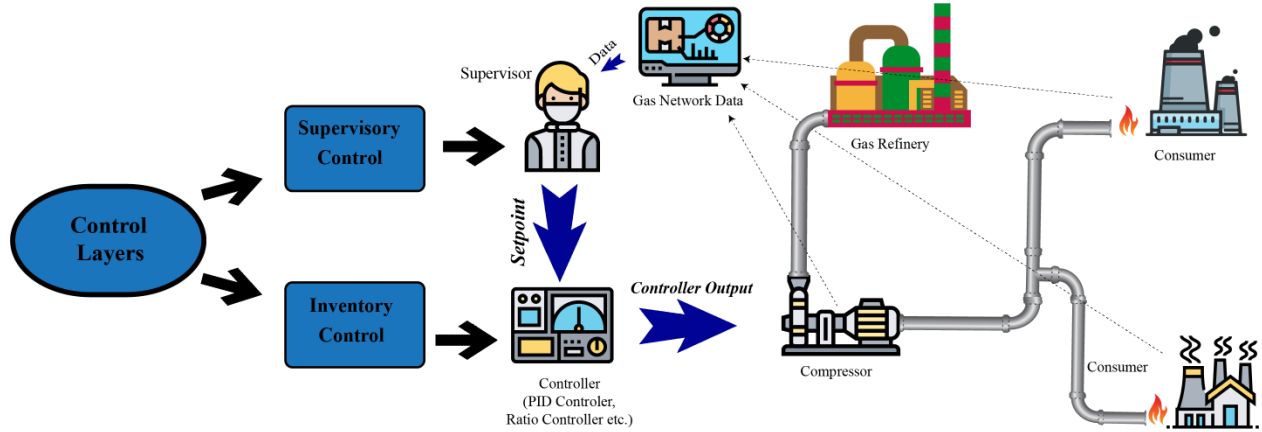 Control
Layers
Supervisory
Control
Inventory
Control
Supervisor
Data
Gas Network Data
Setpoint
Controller
(PID Controler,
Ratio Controller etc.)
Controller Output
Gas Refinery
Compressor
Consumer
Consumer